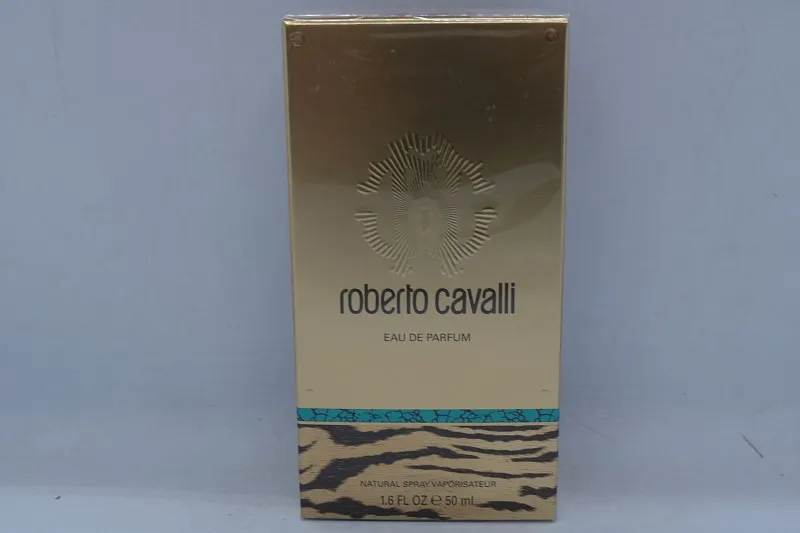 roberto cavalli
EAU DE PARFUM
NATURAL SPRAY VAPORISATEUR
1.6 FL OZ ℮ 50 ml